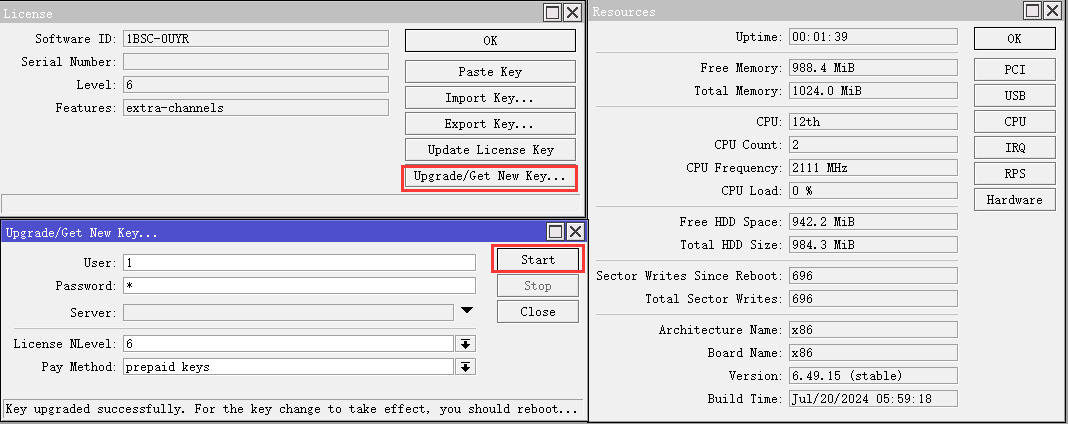 License
Software ID: 1BSC-0UYR
Serial Number:
Level: 6
Features: extra-channels
OK
Paste Key
Import Key...
Export Key...
Update License Key
Upgrade/Get New Key...
Upgrade/Get New Key...
User: 1
Password: *
Server:
License NLevel: 6
Pay Method: prepaid keys
Start
Stop
Close
Key upgraded successfully. For the key change to take effect, you should reboot...
Resources
Uptime: 00:01:39
Free Memory: 988.4 MiB
Total Memory: 1024.0 MiB
CPU: 12th
CPU Count: 2
CPU Frequency: 2111 MHz
CPU Load: 0 %
Free HDD Space: 942.2 MiB
Total HDD Size: 984.3 MiB
Sector Writes Since Reboot: 696
Total Sector Writes: 696
Architecture Name: x86
Board Name: x86
Version: 6.49.15 (stable)
Build Time: Jul/20/2024 05:59:18
OK
PCI
USB
CPU
IRQ
RPS
Hardware